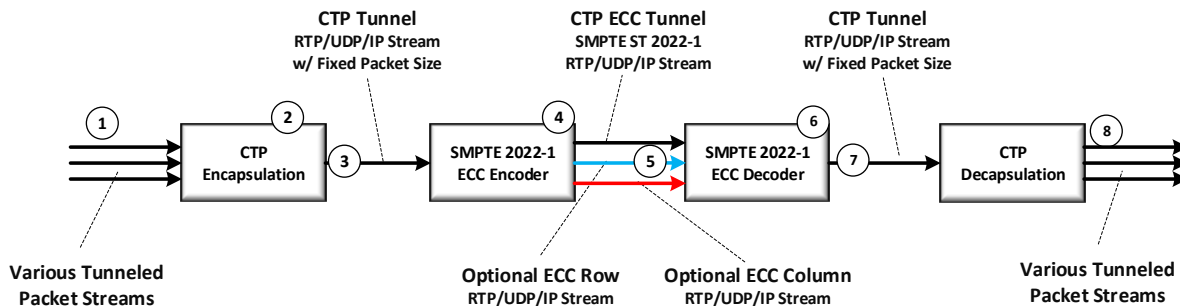 CTP Tunnel
RTP/UDP/IP Stream
w/ Fixed Packet Size
CTP ECC Tunnel
SMPTE ST 2022-1
RTP/UDP/IP Stream
CTP Tunnel
RTP/UDP/IP Stream
w/ Fixed Packet Size
1
2
3
4
5
6
7
8
CTP
Encapsulation
SMPTE 2022-1
ECC Encoder
SMPTE 2022-1
ECC Decoder
CTP
Decapsulation
Various Tunneled
Packet Streams
Optional ECC Row
RTP/UDP/IP Stream
Optional ECC Column
RTP/UDP/IP Stream
Various Tunneled
Packet Streams